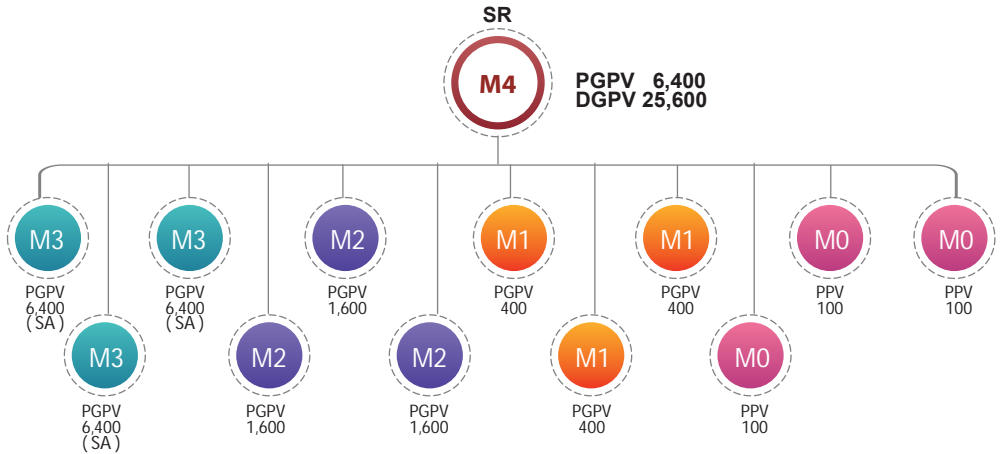 SR
M4
PGPV 6,400
DGPV 25,600
M3
M3
M2
M1
M1
M0
M0
PGPV
6,400
( SA )
PGPV
6,400
( SA )
PGPV
1,600
PGPV
400
PGPV
400
PPV
100
PPV
100
M3
M2
M2
M1
M0
PGPV
6,400
( SA )
PGPV
1,600
PGPV
1,600
PGPV
400
PPV
100